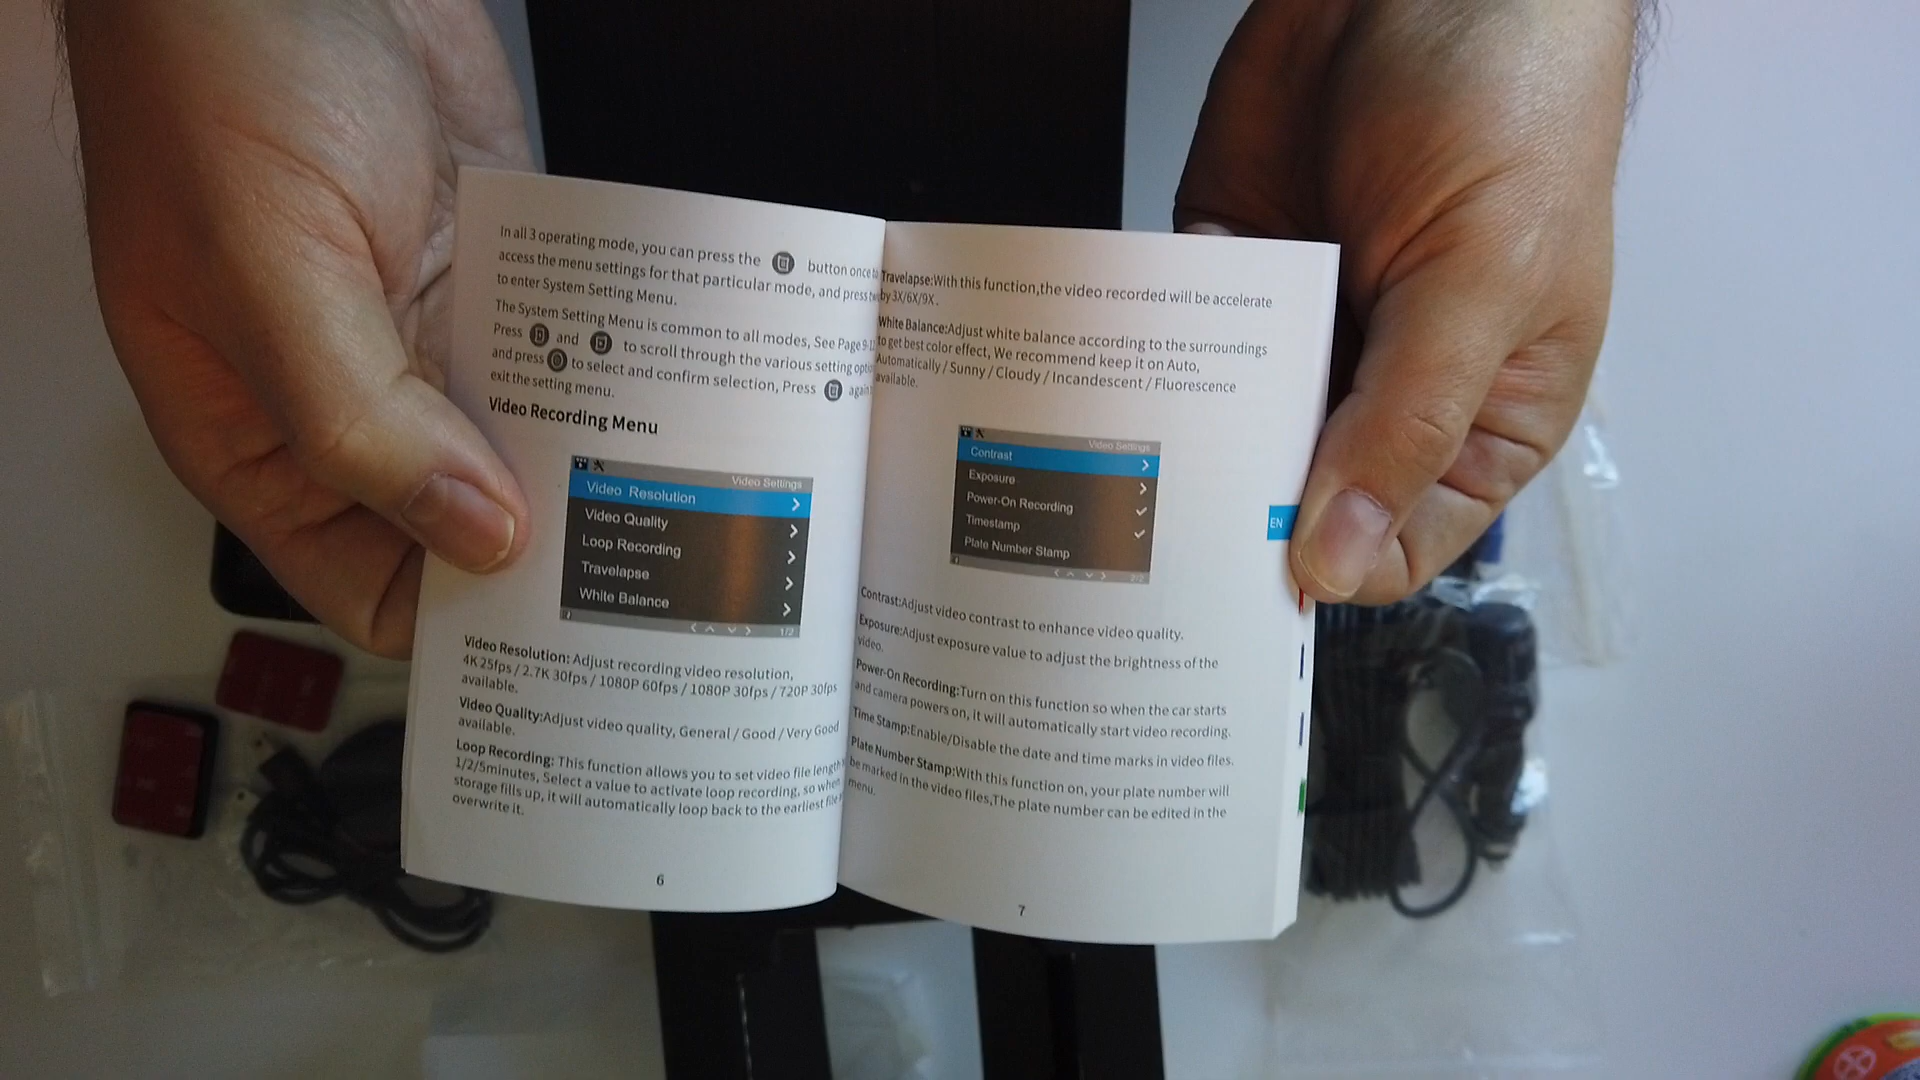 In all 3 operating mode, you can press the button once to
access the menu settings for that particular mode, and press
to enter System Setting Menu.
The System Setting Menu is common to all modes, See Page
Press and to scroll through the various setting
and press to select and confirm selection, Press again
exit the setting menu.
Video Recording Menu
Video Settings
Video Resolution
Video Quality
Loop Recording
Travelapse
White Balance
1/2
Video Resolution: Adjust recording video resolution,
4K 25fps / 2.7K 30fps / 1080P 60fps / 1080P 30fps / 720P 30fps
available.
Video Quality:Adjust video quality, General / Good / Very Good
available.
Loop Recording: This function allows you to set video file length
1/2/5minutes, Select a value to activate loop recording, so when
storage fills up, it will automatically loop back to the earliest file
overwrite it.
6
Travelapse:With this function,the video recorded will be accelerate
by 3X/6X/9X.
White Balance:Adjust white balance according to the surroundings
to get best color effect, We recommend keep it on Auto,
Automatically / Sunny / Cloudy / Incandescent / Fluorescence
available.
Video Settings
Contrast
Exposure
Power-On Recording
Timestamp
Plate Number Stamp
2/2
EN
Contrast:Adjust video contrast to enhance video quality.
Exposure:Adjust exposure value to adjust the brightness of the
video.
Power-On Recording:Turn on this function so when the car starts
and camera powers on, it will automatically start video recording.
Time Stamp:Enable/Disable the date and time marks in video files.
Plate Number Stamp:With this function on, your plate number will
be marked in the video files,The plate number can be edited in the
menu.
7